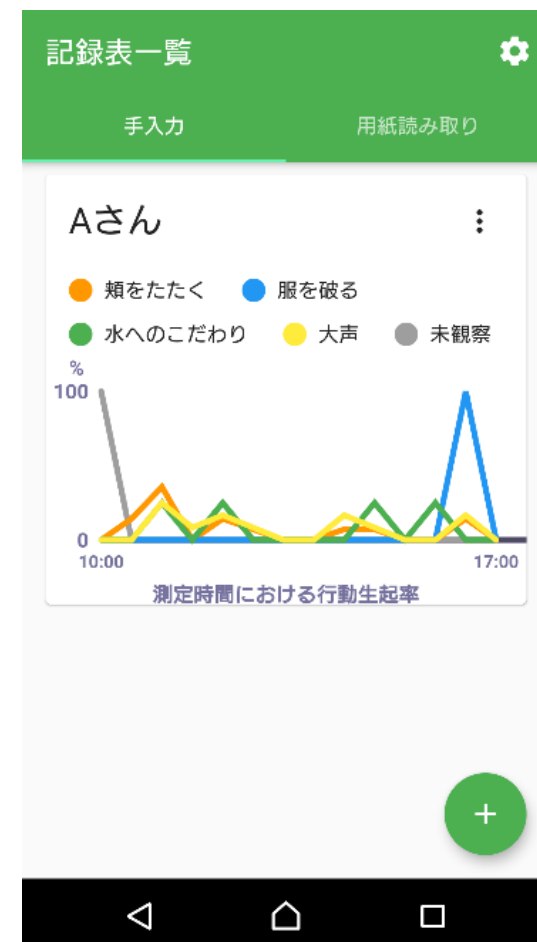 記録表一覧
手入力 用紙読み取り
Aさん
頬をたたく 服を破る
水へのこだわり 大声 未観察
%
100
0
10:00 17:00
測定時間における行動生起率
+